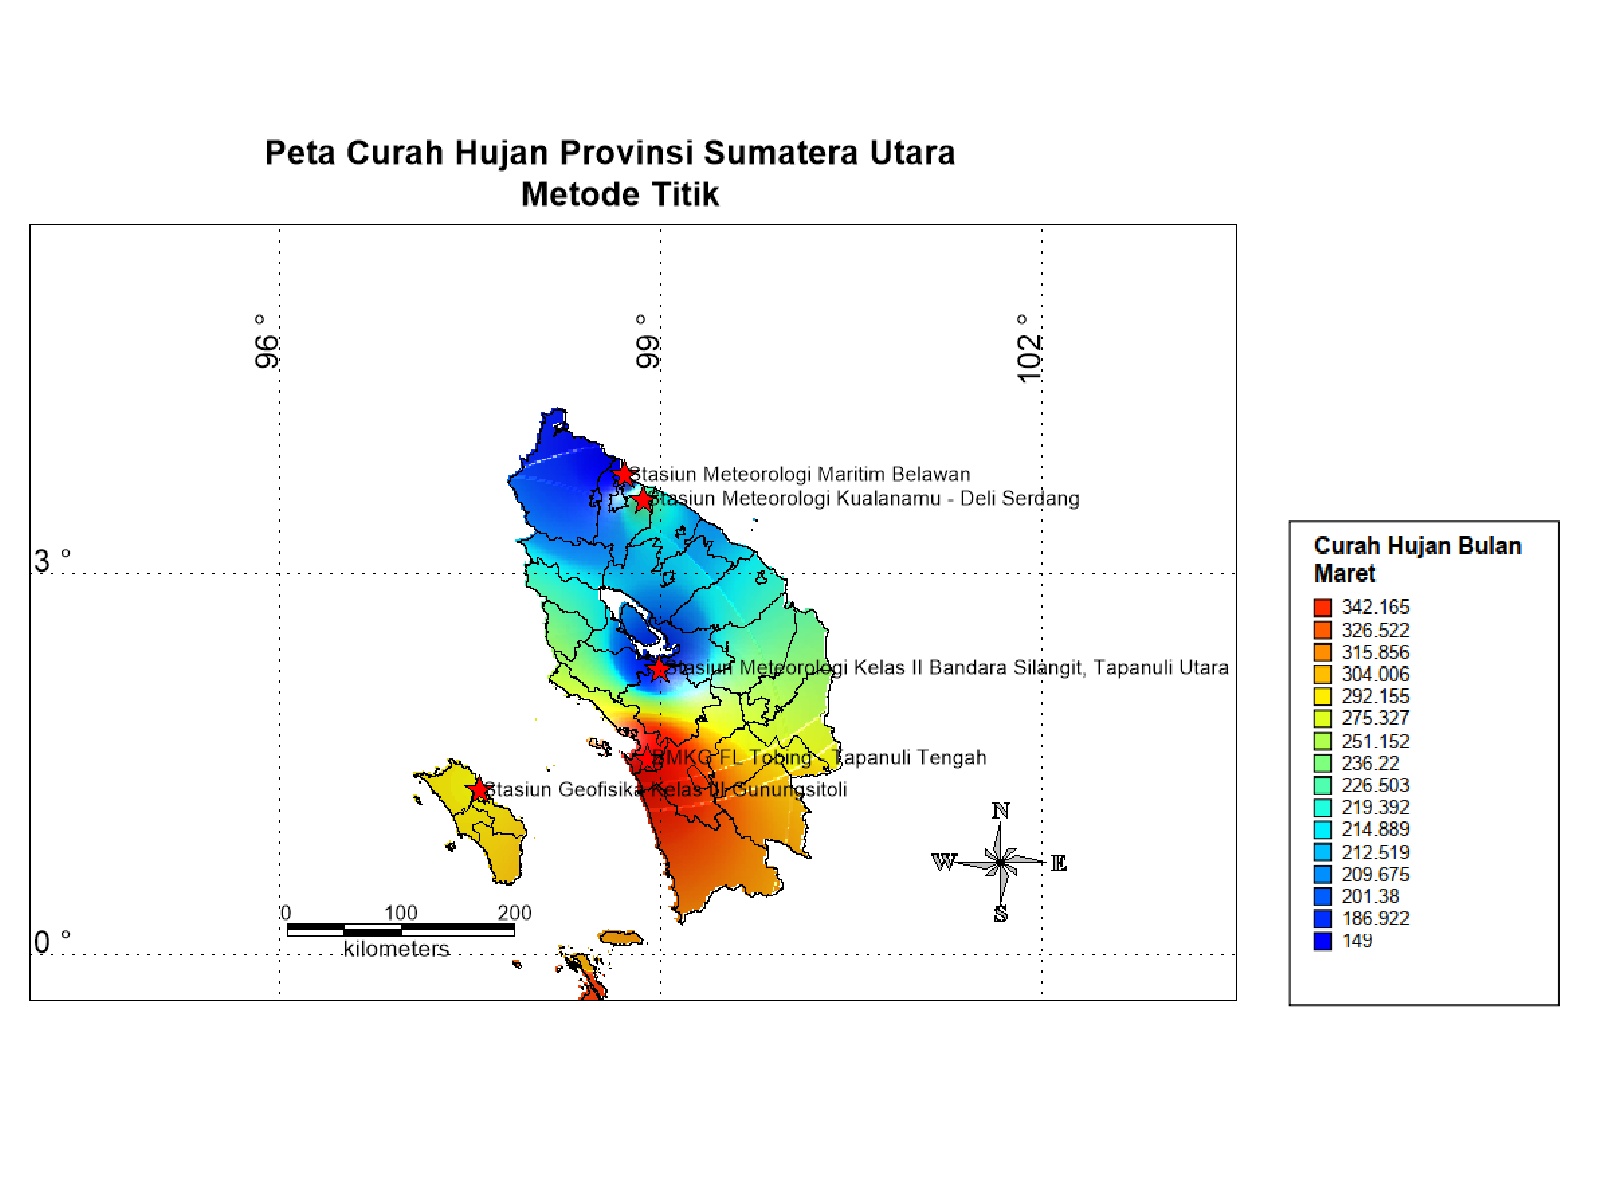 Peta Curah Hujan Provinsi Sumatera Utara
Metode Titik
96 °
99 °
102 °
Stasiun Meteorologi Maritim Belawan
Stasiun Meteorologi Kualanamu - Deli Serdang
3 °
Stasiun Meteorologi Kelas II Bandara Silangit, Tapanuli Utara
BMKG FL Tobing - Tapanuli Tengah
Stasiun Geofisika Kelas III Gunungsitoli
N
W
E
S
0 100 200
kilometers
0 °
Curah Hujan Bulan
Maret
342.165
326.522
315.856
304.006
292.155
275.327
251.152
236.22
226.503
219.392
214.889
212.519
209.675
201.38
186.922
149